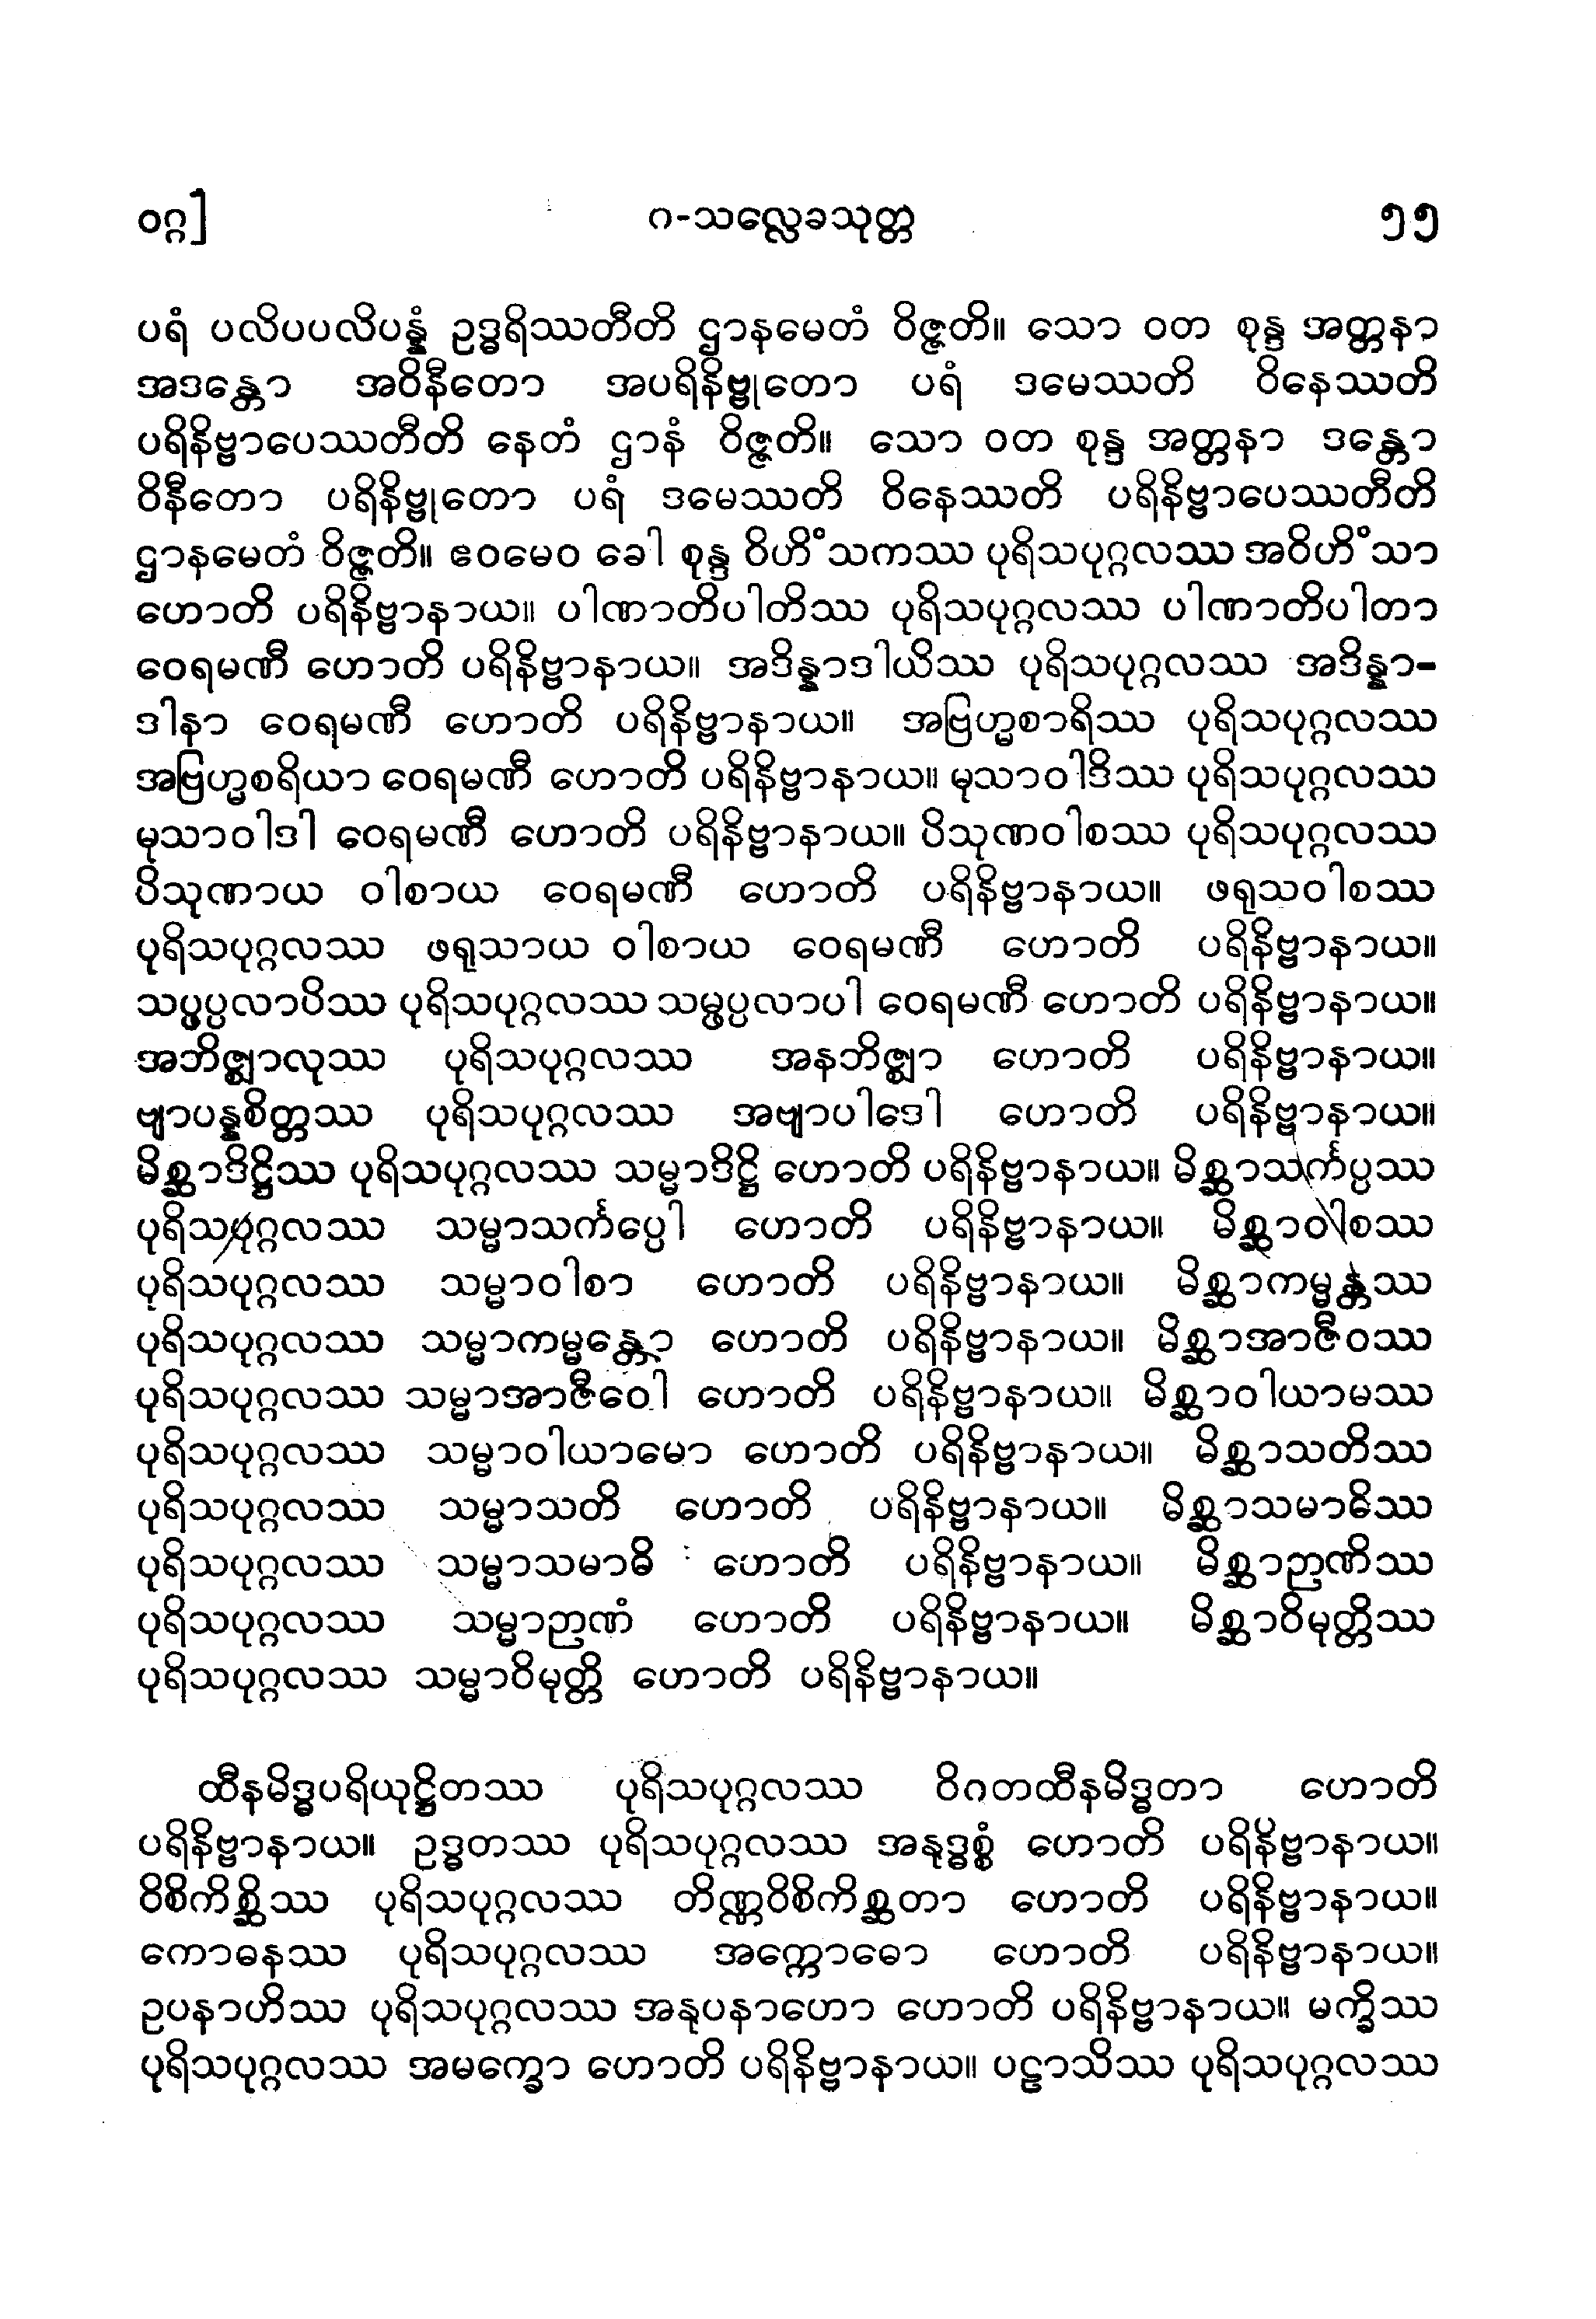 ဝဂ္ဂ]
ဂ-သလ္လေခသုတ္တ
၅၅
ပရံ ပလိပပလိပန္နံ ဥဒ္ဓရိဿတီတိ ဌာနမေတံ ဝိဇ္ဇတိ။ သော ဝတ စုန္ဒ အတ္တနာ
အဒန္တော အဝိနီတော အပရိနိဗ္ဗုတော ပရံ ဒမေဿတိ ဝိနေဿတိ
ပရိနိဗ္ဗာပေဿတီတိ နေတံ ဌာနံ ဝိဇ္ဇတိ။ သော ဝတ စုန္ဒ အတ္တနာ ဒန္တော
ဝိနီတော ပရိနိဗ္ဗုတော ပရံ ဒမေဿတိ ဝိနေဿတိ ပရိနိဗ္ဗာပေဿတီတိ
ဌာနမေတံ ဝိဇ္ဇတိ။ ဧဝမေဝ ခေါ စုန္ဒ ဝိဟိံသကဿ ပုရိသပုဂ္ဂလဿ အဝိဟိံသာ
ဟောတိ ပရိနိဗ္ဗာနာယ။ ပါဏာတိပါတိဿ ပုရိသပုဂ္ဂလဿ ပါဏာတိပါတာ
ဝေရမဏီ ဟောတိ ပရိနိဗ္ဗာနာယ။ အဒိန္နာဒါယိဿ ပုရိသပုဂ္ဂလဿ အဒိန္နာ-
ဒါနာ ဝေရမဏီ ဟောတိ ပရိနိဗ္ဗာနာယ။ အဗြဟ္မစာရိဿ ပုရိသပုဂ္ဂလဿ
အဗြဟ္မစရိယာ ဝေရမဏီ ဟောတိ ပရိနိဗ္ဗာနာယ။ မုသာဝါဒိဿ ပုရိသပုဂ္ဂလဿ
မုသာဝါဒါ ဝေရမဏီ ဟောတိ ပရိနိဗ္ဗာနာယ။ ပိသုဏဝါစဿ ပုရိသပုဂ္ဂလဿ
ပိသုဏာယ ဝါစာယ ဝေရမဏီ ဟောတိ ပရိနိဗ္ဗာနာယ။ ဖရုသဝါစဿ
ပုရိသပုဂ္ဂလဿ ဖရုသာယ ဝါစာယ ဝေရမဏီ ဟောတိ ပရိနိဗ္ဗာနာယ။
သပ္ဖပ္ပလာပိဿ ပုရိသပုဂ္ဂလဿ သမ္ဖပ္ပလာပါ ဝေရမဏီ ဟောတိ ပရိနိဗ္ဗာနာယ။
အဘိဇ္ဈာလုဿ ပုရိသပုဂ္ဂလဿ အနဘိဇ္ဈာ ဟောတိ ပရိနိဗ္ဗာနာယ။
ဗျာပန္နစိတ္တဿ ပုရိသပုဂ္ဂလဿ အဗျာပါဒေါ ဟောတိ ပရိနိဗ္ဗာနာယ။
မိစ္ဆာဒိဋ္ဌိဿ ပုရိသပုဂ္ဂလဿ သမ္မာဒိဋ္ဌိ ဟောတိ ပရိနိဗ္ဗာနာယ။ မိစ္ဆာသင်္ကပ္ပဿ
ပုရိသပုဂ္ဂလဿ သမ္မာသင်္ကပ္ပေါ ဟောတိ ပရိနိဗ္ဗာနာယ။ မိစ္ဆာဝါစဿ
ပုရိသပုဂ္ဂလဿ သမ္မာဝါစာ ဟောတိ ပရိနိဗ္ဗာနာယ။ မိစ္ဆာကမ္မန္တဿ
ပုရိသပုဂ္ဂလဿ သမ္မာကမ္မန္တော ဟောတိ ပရိနိဗ္ဗာနာယ။ မိစ္ဆာအာဇီဝဿ
ပုရိသပုဂ္ဂလဿ သမ္မာအာဇီဝေါ ဟောတိ ပရိနိဗ္ဗာနာယ။ မိစ္ဆာဝါယာမဿ
ပုရိသပုဂ္ဂလဿ သမ္မာဝါယာမော ဟောတိ ပရိနိဗ္ဗာနာယ။ မိစ္ဆာသတိဿ
ပုရိသပုဂ္ဂလဿ သမ္မာသတိ ဟောတိ ပရိနိဗ္ဗာနာယ။ မိစ္ဆာသမာဓိဿ
ပုရိသပုဂ္ဂလဿ သမ္မာသမာဓိ ဟောတိ ပရိနိဗ္ဗာနာယ။ မိစ္ဆာဉာဏိဿ
ပုရိသပုဂ္ဂလဿ သမ္မာဉာဏံ ဟောတိ ပရိနိဗ္ဗာနာယ။ မိစ္ဆာဝိမုတ္တိဿ
ပုရိသပုဂ္ဂလဿ သမ္မာဝိမုတ္တိ ဟောတိ ပရိနိဗ္ဗာနာယ။
ထီနမိဒ္ဓပရိယုဋ္ဌိတဿ ပုရိသပုဂ္ဂလဿ ဝိဂတထီနမိဒ္ဓတာ ဟောတိ
ပရိနိဗ္ဗာနာယ။ ဥဒ္ဓတဿ ပုရိသပုဂ္ဂလဿ အနုဒ္ဓစ္စံ ဟောတိ ပရိနိဗ္ဗာနာယ။
ဝိစိကိစ္ဆိဿ ပုရိသပုဂ္ဂလဿ တိဏ္ဏဝိစိကိစ္ဆတာ ဟောတိ ပရိနိဗ္ဗာနာယ။
ကောဓနဿ ပုရိသပုဂ္ဂလဿ အက္ကောဓော ဟောတိ ပရိနိဗ္ဗာနာယ။
ဥပနာဟိဿ ပုရိသပုဂ္ဂလဿ အနုပနာဟော ဟောတိ ပရိနိဗ္ဗာနာယ။ မက္ခိဿ
ပုရိသပုဂ္ဂလဿ အမက္ခော ဟောတိ ပရိနိဗ္ဗာနာယ။ ပဠာသိဿ ပုရိသပုဂ္ဂလဿ